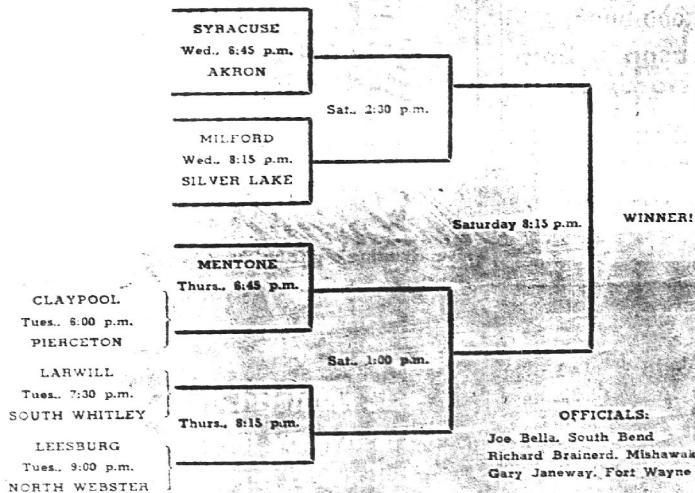 SYRACUSE
Wed., 6:45 p.m.
AKRON
Sat., 2:30 p.m.
MILFORD
Wed., 8:15 p.m.
SILVER LAKE
Saturday 8:15 p.m.
WINNER!
MENTONE
Thurs., 6:45 p.m.
CLAYPOOL
Tues., 6:00 p.m.
PIERCETON
Sat., 1:00 p.m.
LARWILL
Tues., 7:30 p.m.
SOUTH WHITLEY
Thurs., 8:15 p.m.
LEESBURG
Tues., 9:00 p.m.
NORTH WEBSTER
OFFICIALS:
Joe Bella, South Bend
Richard Brainerd, Mishawak
Gary Janeway, Fort Wayne